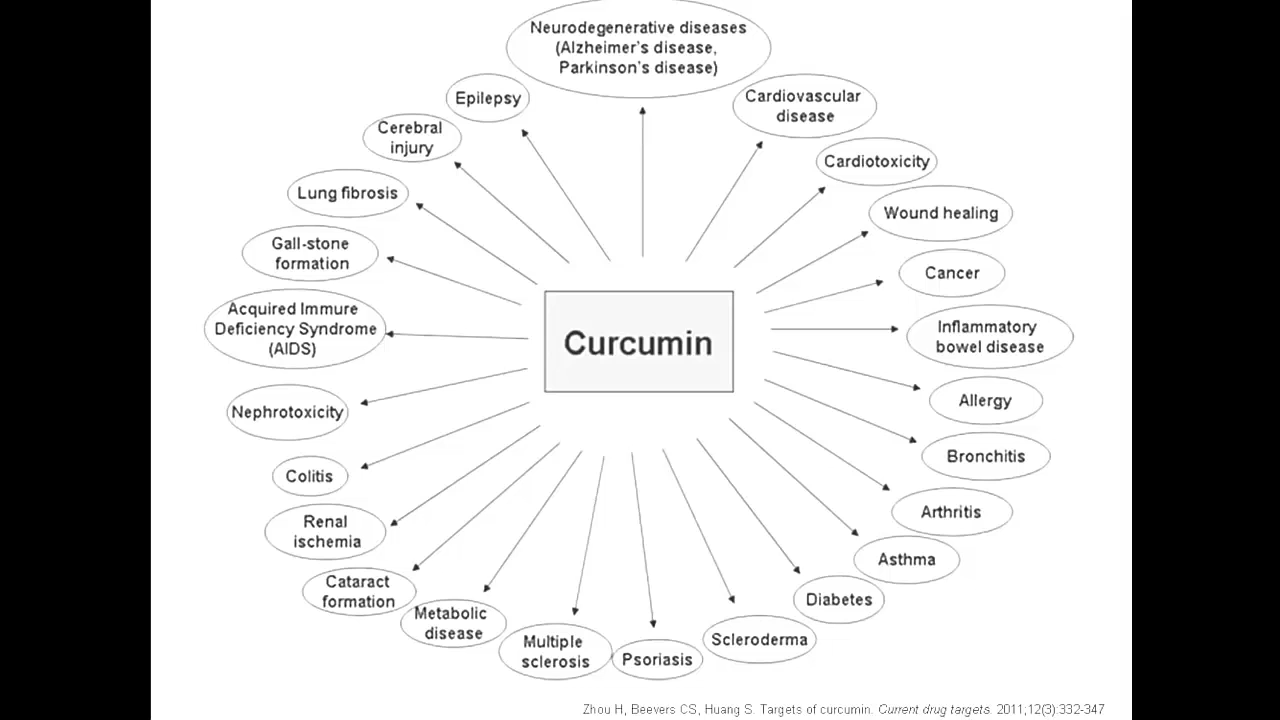 Neurodegenerative diseases
(Alzheimer's disease,
Parkinson's disease)
Cardiovascular
disease
Cardiotoxicity
Wound healing
Cancer
Inflammatory
bowel disease
Allergy
Bronchitis
Arthritis
Asthma
Diabetes
Scleroderma
Psoriasis
Multiple
sclerosis
Metabolic
disease
Cataract
formation
Renal
ischemia
Colitis
Nephrotoxicity
Acquired Immune
Deficiency Syndrome
(AIDS)
Gall-stone
formation
Lung fibrosis
Cerebral
injury
Epilepsy
Curcumin
Zhou H, Beevers CS, Huang S. Targets of curcumin. Current drug targets. 2011;12(3):332-347